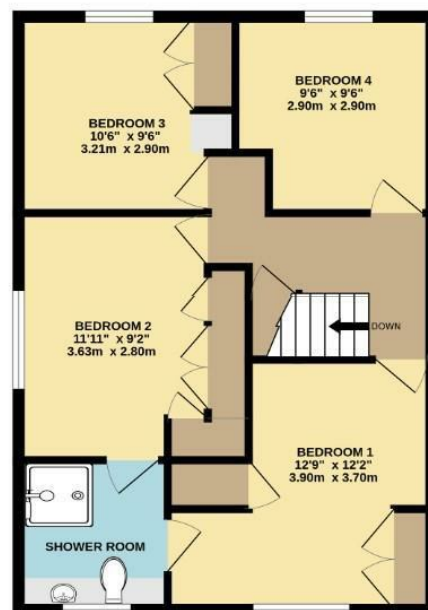 BEDROOM 3
10'6" x 9'6"
3.21m x 2.90m
BEDROOM 4
9'6" x 9'6"
2.90m x 2.90m
BEDROOM 2
11'11" x 9'2"
3.63m x 2.80m
DOWN
BEDROOM 1
12'9" x 12'2"
3.90m x 3.70m
SHOWER ROOM